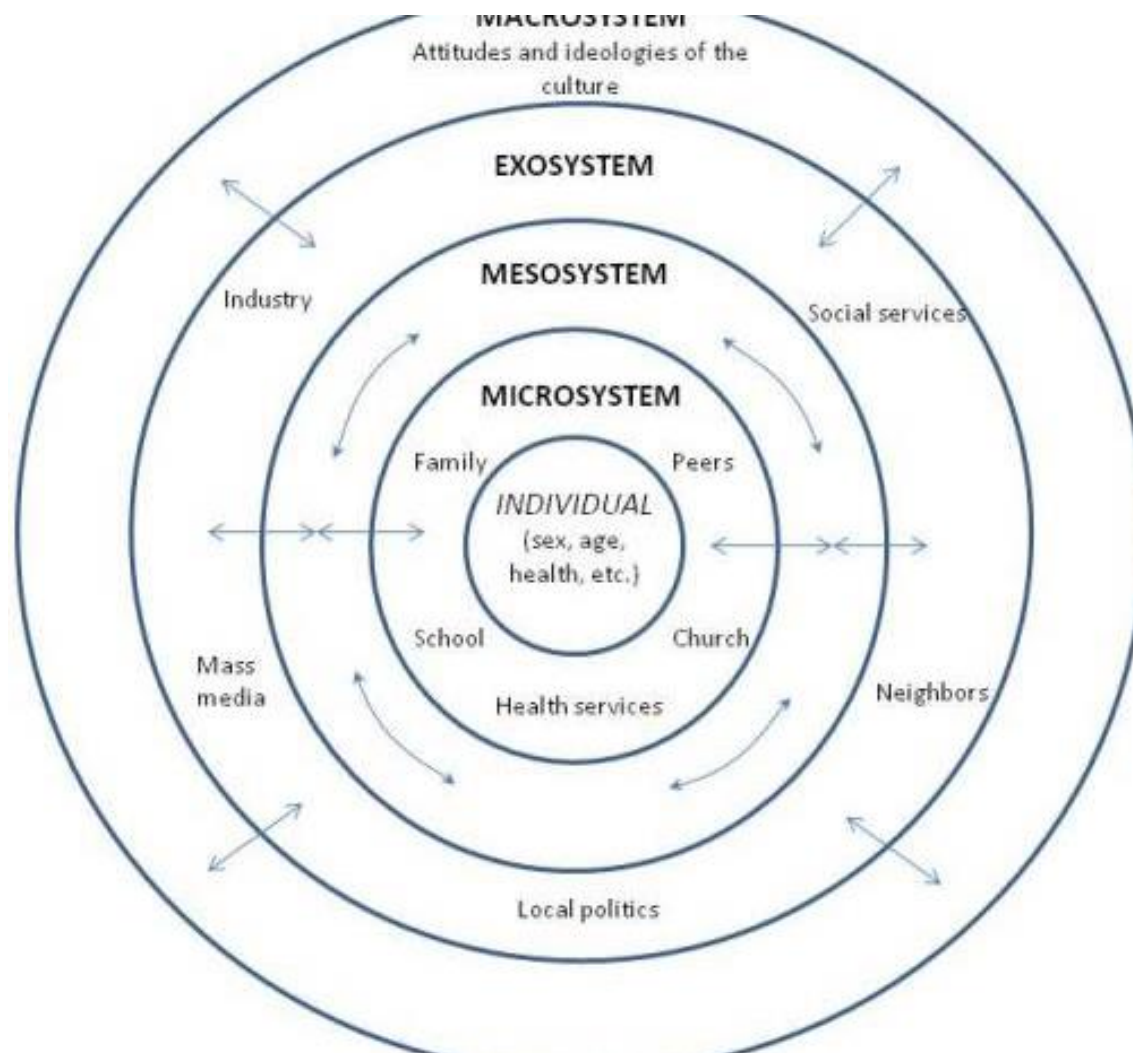 MACROSYSTEM
Attitudes and ideologies of the
culture
EXOSYSTEM
MESOSYSTEM
Industry
Social services
MICROSYSTEM
Family
Peers
INDIVIDUAL
(sex, age,
health, etc.)
School
Church
Mass
media
Neighbors
Health services
Local politics